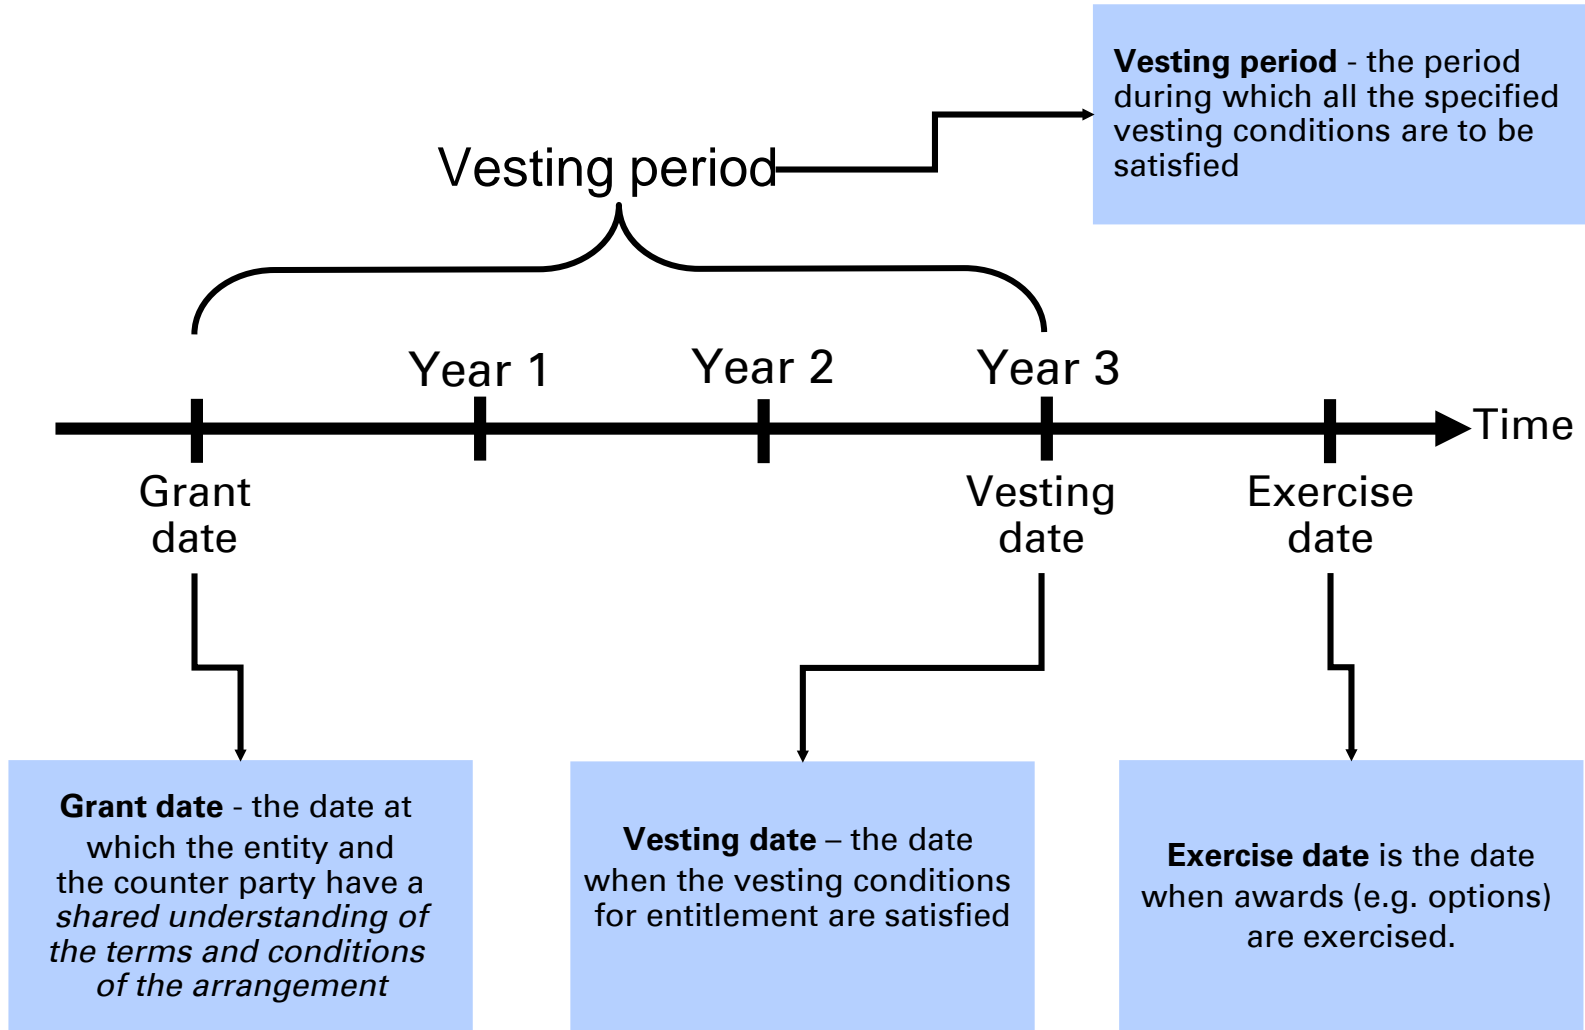 Vesting period - the period
during which all the specified
vesting conditions are to be
satisfied
Vesting period
Year 1
Year 2
Year 3
Time
Grant
date
Vesting
date
Exercise
date
Grant date - the date at
which the entity and
the counter party have a
shared understanding of
the terms and conditions
of the arrangement
Vesting date – the date
when the vesting conditions
for entitlement are satisfied
Exercise date is the date
when awards (e.g. options)
are exercised.